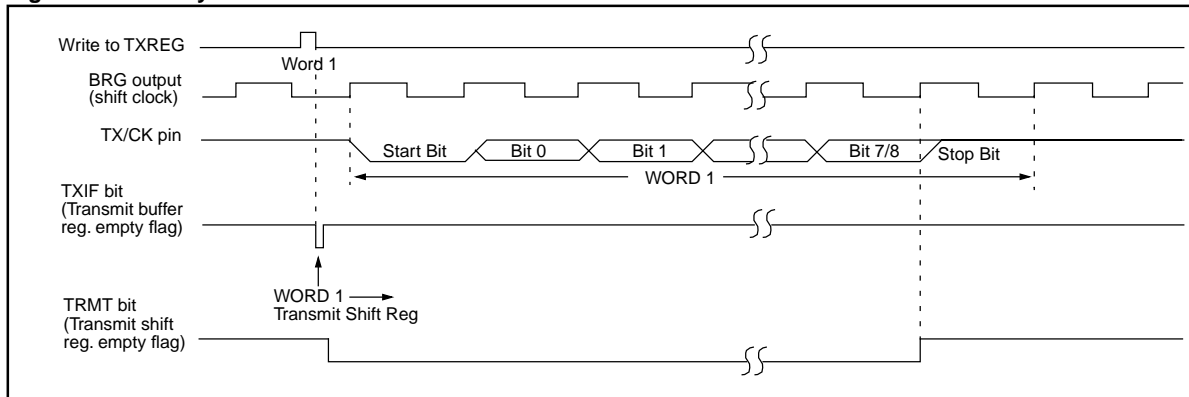 Write to TXREG
Word 1
BRG output
(shift clock)
TX/CK pin
Start Bit
Bit 0
Bit 1
Bit 7/8
Stop Bit
WORD 1
TXIF bit
(Transmit buffer
reg. empty flag)
WORD 1
Transmit Shift Reg
TRMT bit
(Transmit shift
reg. empty flag)